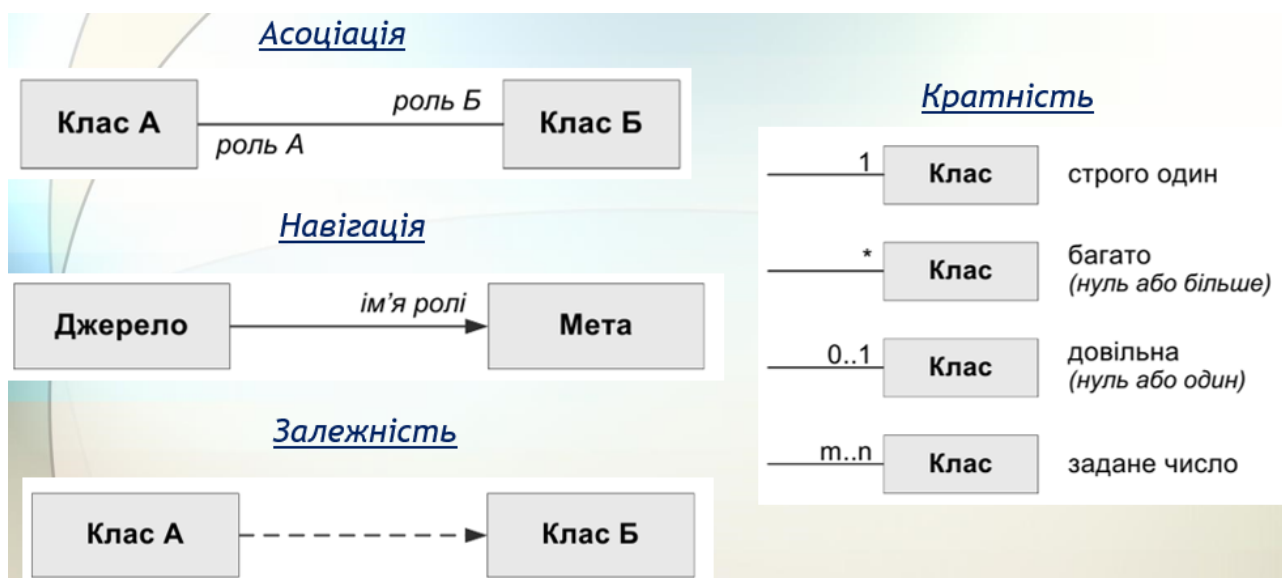 Асоціація
Клас А
роль Б
роль А
Клас Б
Навігація
Джерело
ім’я ролі
Мета
Залежність
Клас А
Клас Б
Кратність
1
Клас
строго один
*
Клас
багато
(нуль або більше)
0..1
Клас
довільна
(нуль або один)
m..n
Клас
задане число